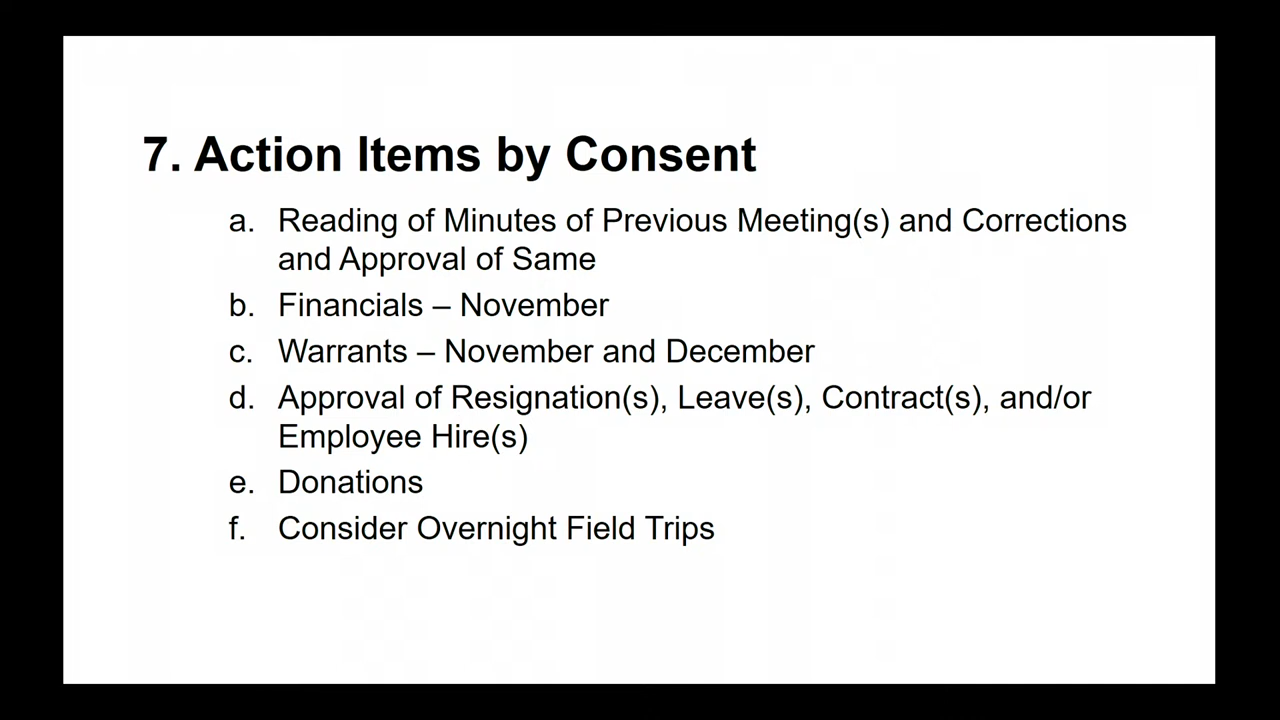 7. Action Items by Consent
a. Reading of Minutes of Previous Meeting(s) and Corrections
and Approval of Same
b. Financials – November
c. Warrants – November and December
d. Approval of Resignation(s), Leave(s), Contract(s), and/or
Employee Hire(s)
e. Donations
f. Consider Overnight Field Trips